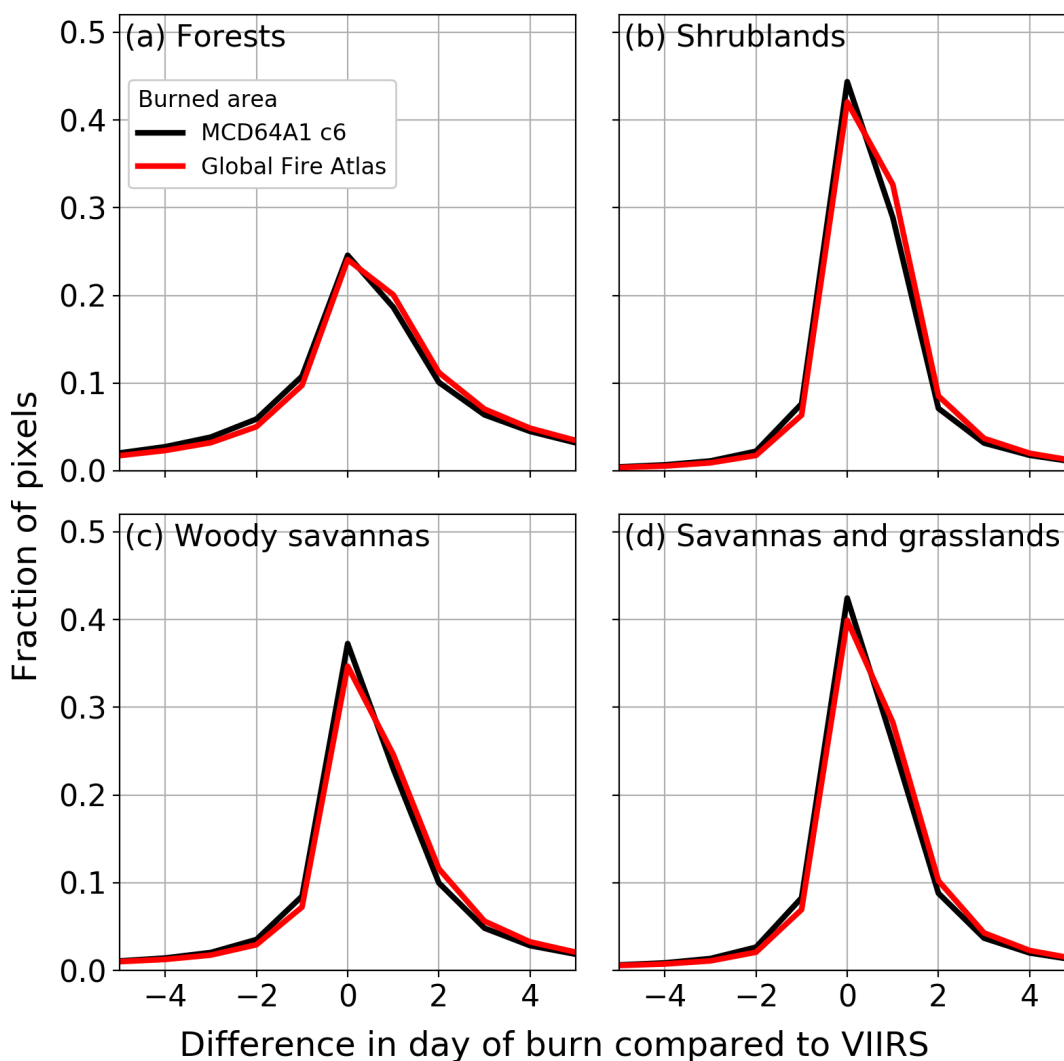 (a) Forests
Burned area
MCD64A1 c6
Global Fire Atlas
0.5
0.4
0.3
0.2
0.1
0.0
(b) Shrublands
(c) Woody savannas
0.5
0.4
0.3
0.2
0.1
0.0
−4 −2 0 2 4
(d) Savannas and grasslands
−4 −2 0 2 4
Fraction of pixels
Difference in day of burn compared to VIIRS